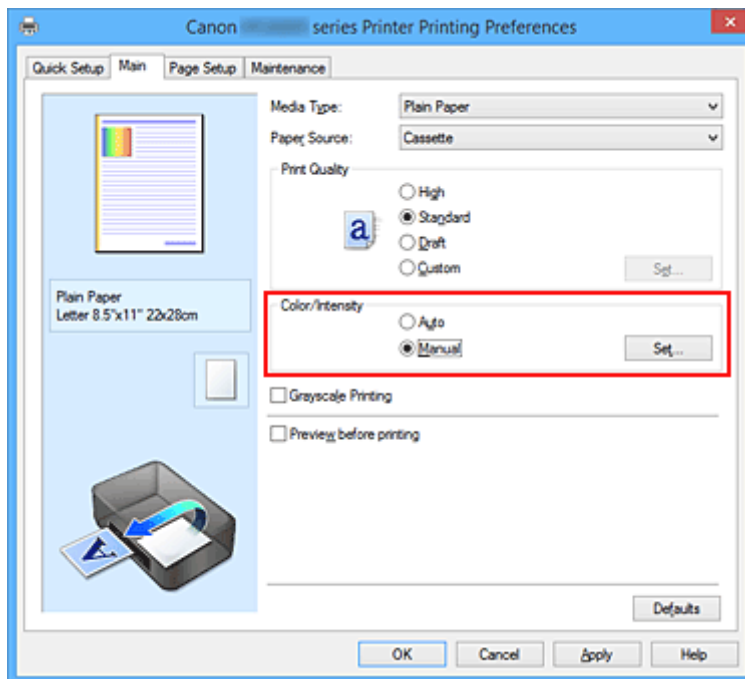 Canon series Printer Printing Preferences
Quick Setup Main Page Setup Maintenance
Media Type: Plain Paper
Paper Source: Cassette
Print Quality
High
a Standard
Draft
Custom Set...
Plain Paper
Letter 8.5"x11" 22x28cm
Color/Intensity
Auto
Manual Set...
Grayscale Printing
Preview before printing
A
Defaults
OK Cancel Apply Help